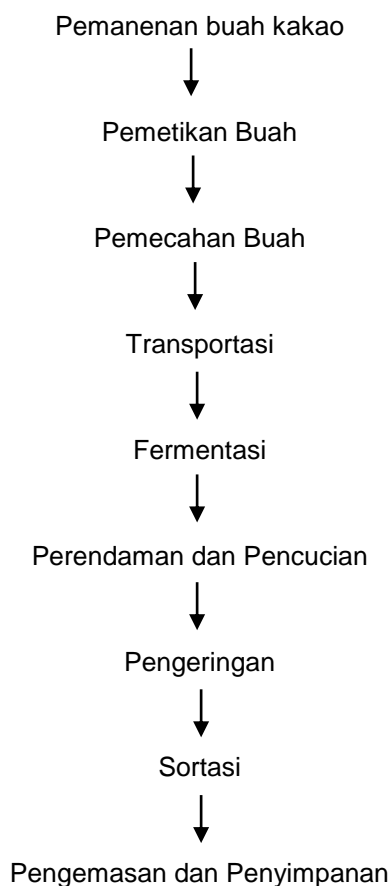 Pemanenan buah kakao
Pemetikan Buah
Pemecahan Buah
Transportasi
Fermentasi
Perendaman dan Pencucian
Pengeringan
Sortasi
Pengemasan dan Penyimpanan